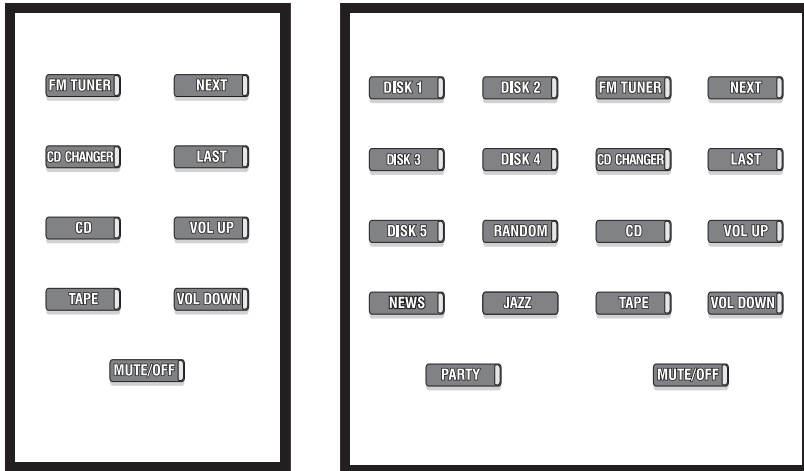 FM TUNER NEXT
CD CHANGER LAST
CD VOL UP
TAPE VOL DOWN
MUTE/OFF
DISK 1 DISK 2 FM TUNER NEXT
DISK 3 DISK 4 CD CHANGER LAST
DISK 5 RANDOM CD VOL UP
NEWS JAZZ TAPE VOL DOWN
PARTY MUTE/OFF